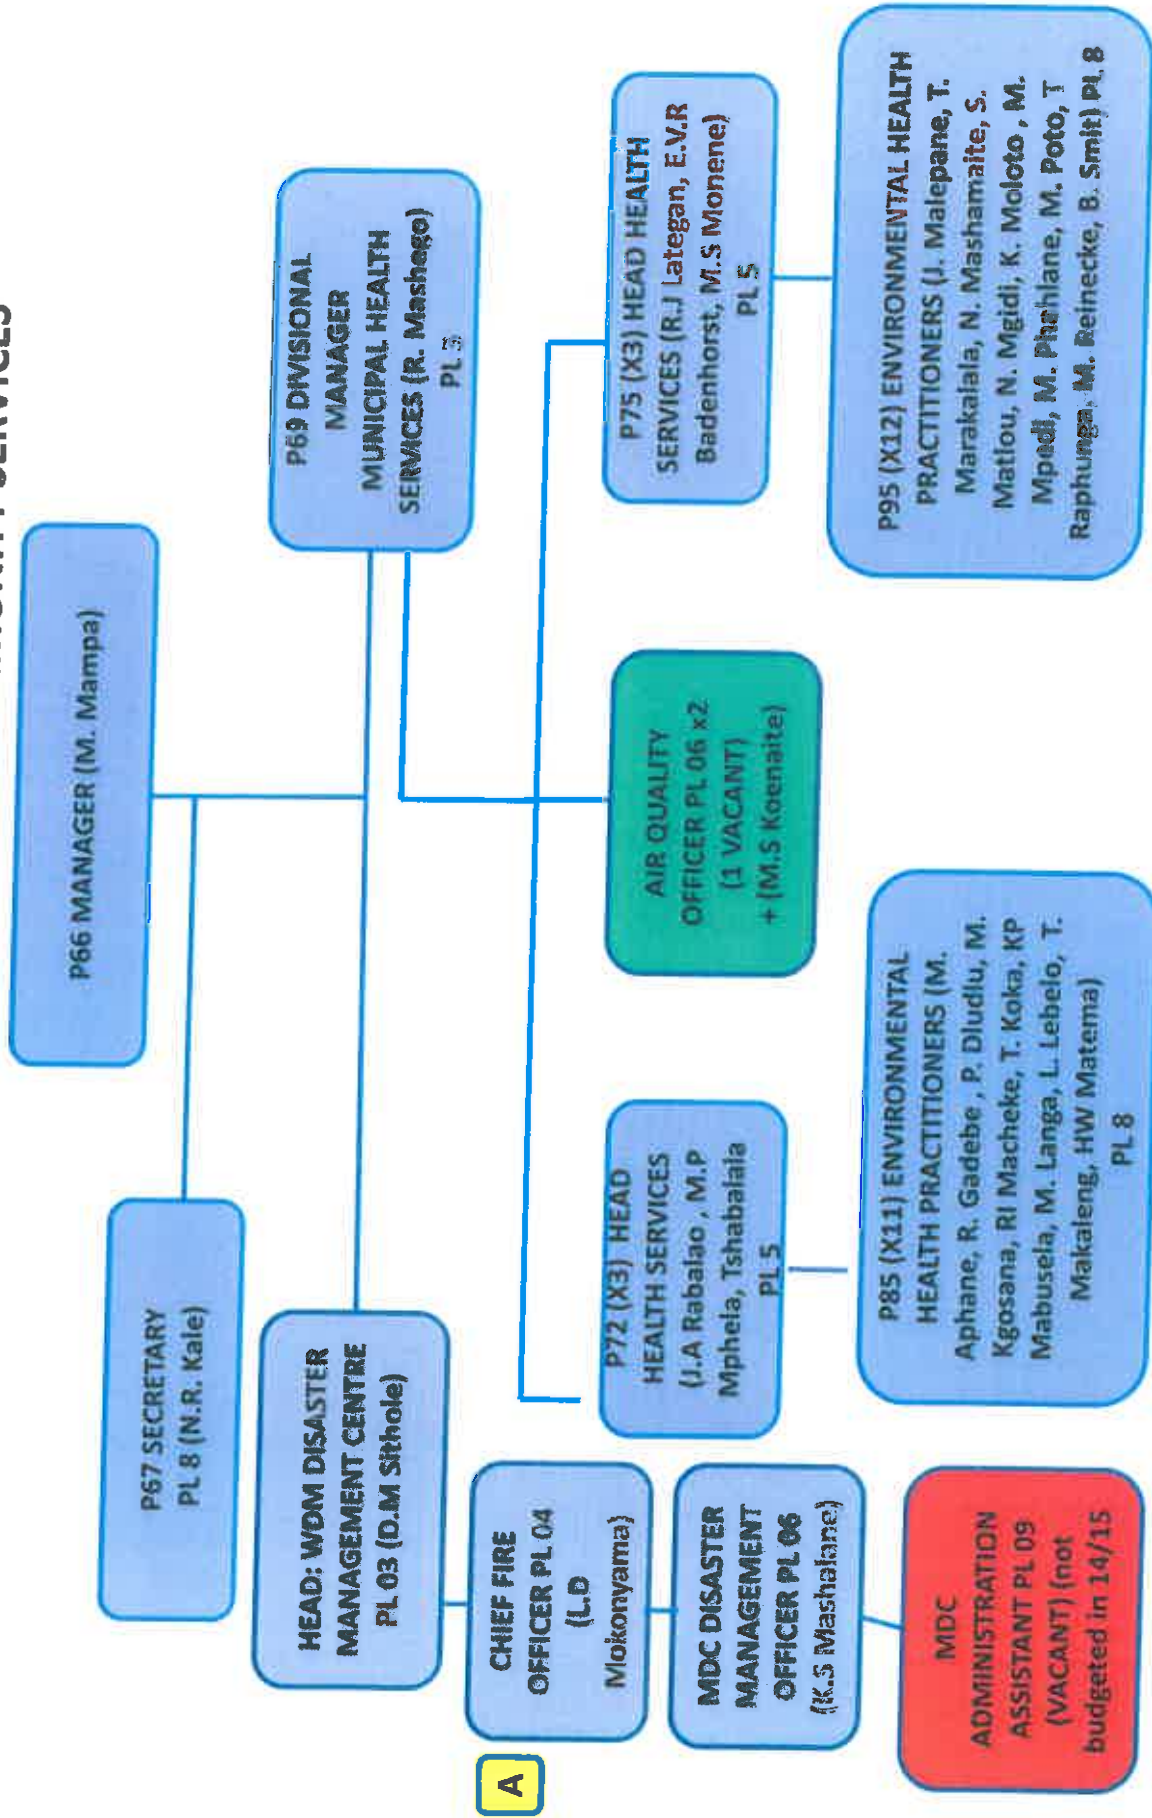 SERVICES
P66 MANAGER (M. Mampa)
P67 SECRETARY
PL 8 (N.R. Kale)
HEAD: WDM DISASTER
MANAGEMENT CENTRE
PL 03 (D.M Sithole)
P69 DIVISIONAL
MANAGER
MUNICIPAL HEALTH
SERVICES (R. Mashego)
PL 3
A
CHIEF FIRE
OFFICER PL 04
(L.D
Mokonyama)
MDC DISASTER
MANAGEMENT
OFFICER PL 06
(K.S Mashalane)
MDC
ADMINISTRATION
ASSISTANT PL 09
(VACANT) (not
budgeted in 14/15
P72 (X3) HEAD
HEALTH SERVICES
(J.A Rabalao , M.P
Mphela, Tshabalala
PL 5
AIR QUALITY
OFFICER PL 06 x2
(1 VACANT)
+ (M.S Koenaite)
P75 (X3) HEAD HEALTH
SERVICES (R.J Lategan, E.V.R
Badenhorst, M.S Monene)
PL 5
P85 (X11) ENVIRONMENTAL
HEALTH PRACTITIONERS (M.
Aphane, R. Gadebe , P. Dludlu, M.
Kgosana, RI Macheke, T. Koka, KP
Mabusela, M. Langa, L. Lebelo, T.
Makaleng, HW Matema)
PL 8
P95 (X12) ENVIRONMENTAL HEALTH
PRACTITIONERS (J. Malepane, T.
Marakalala, N. Mashamaite, S.
Matlou, N. Mgidi, K. Moloto , M.
Mpedi, M. Phahlane, M. Poto, T
Raphunga, M. Reinecke, B. Smit) PL 8